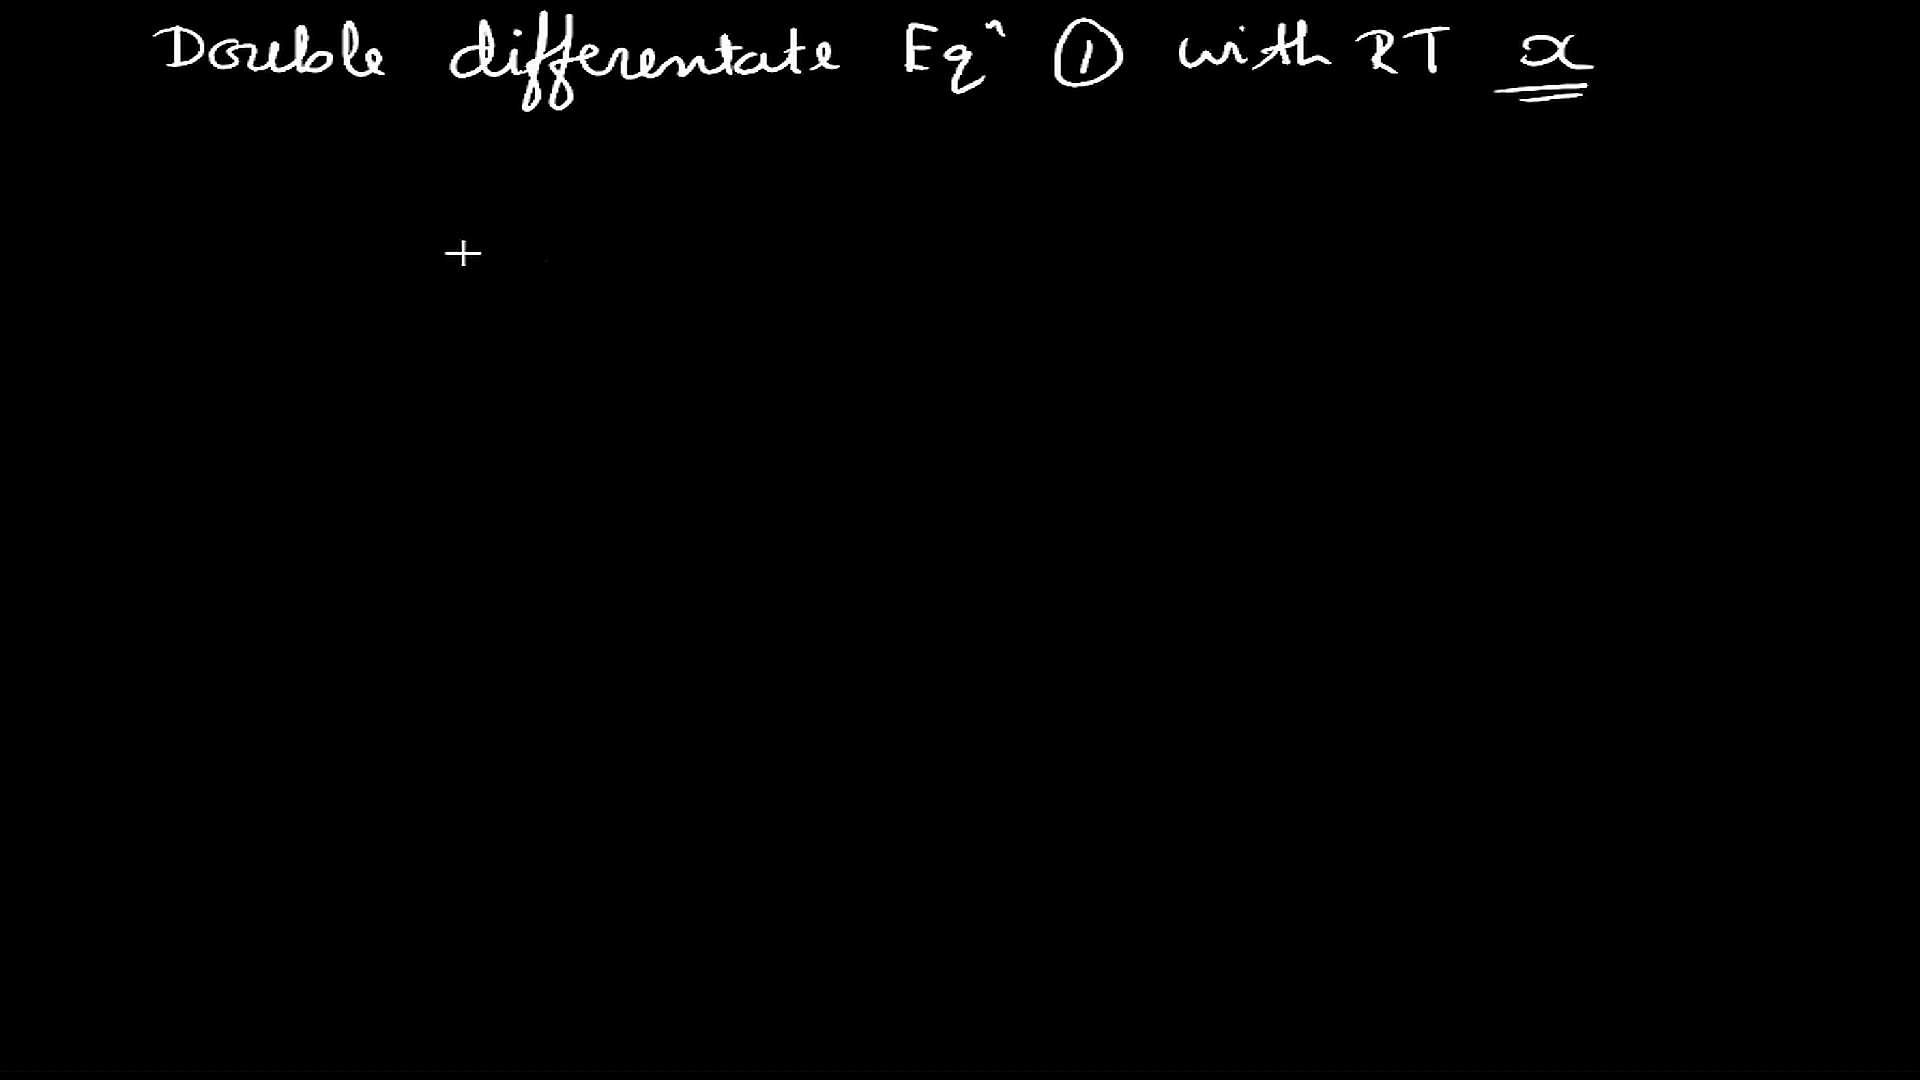 Double differentate Eqⁿ ① with RT x